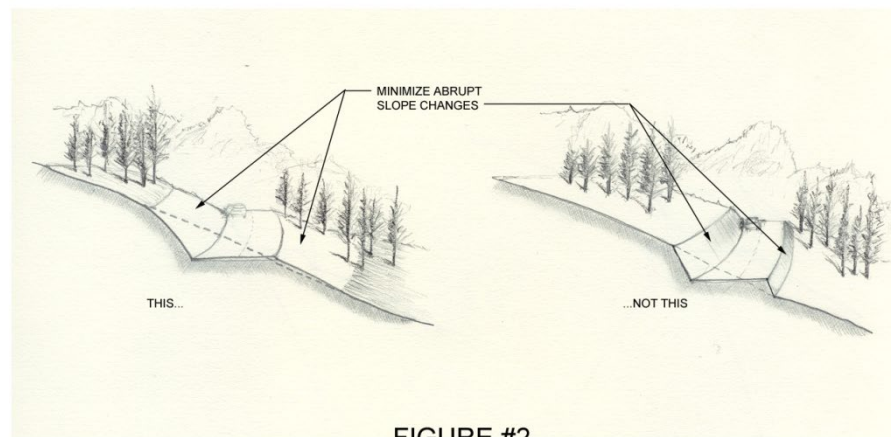 MINIMIZE ABRUPT
SLOPE CHANGES
THIS...
...NOT THIS
FIGURE #2